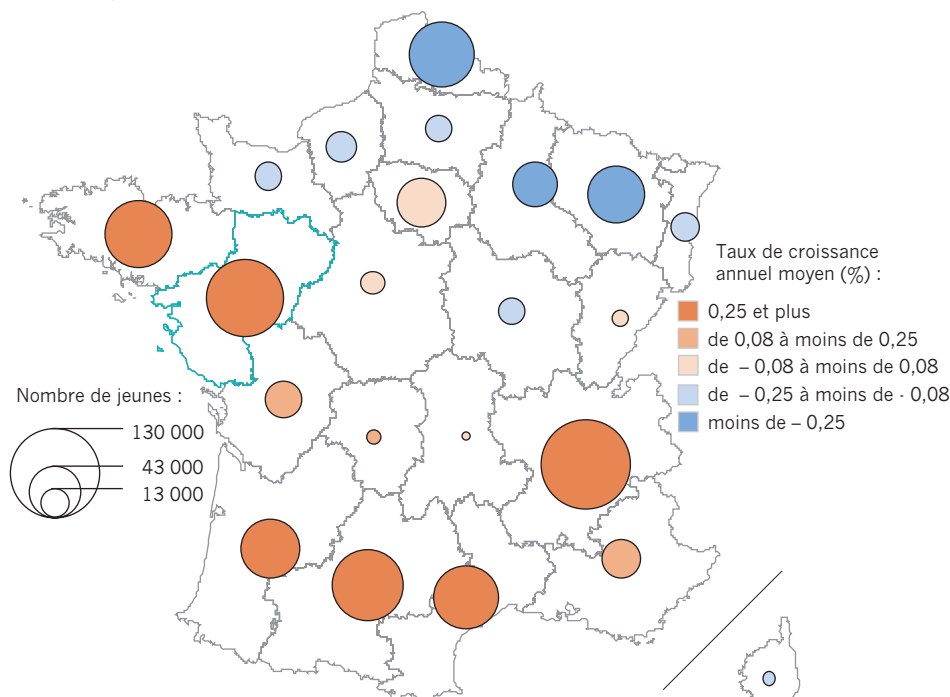 Taux de croissance
annuel moyen (%) :
0,25 et plus
de 0,08 à moins de 0,25
de – 0,08 à moins de 0,08
de – 0,25 à moins de - 0,08
moins de – 0,25
Nombre de jeunes :
130 000
43 000
13 000